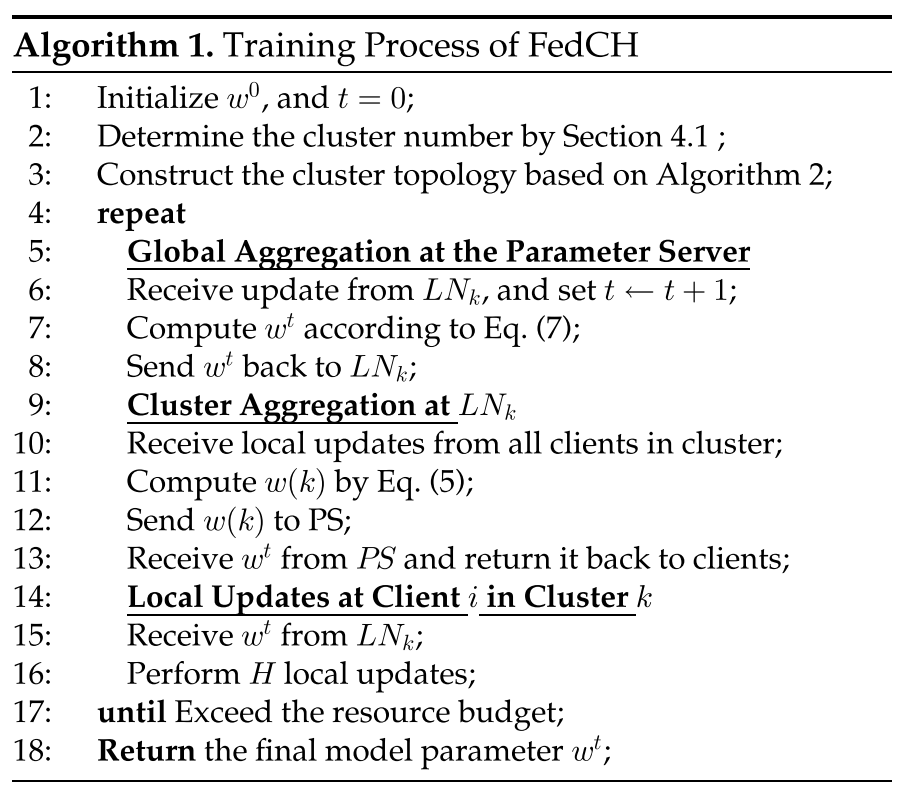 Algorithm 1. Training Process of FedCH
1: Initialize w^0, and t = 0;
2: Determine the cluster number by Section 4.1 ;
3: Construct the cluster topology based on Algorithm 2;
4: repeat
5: Global Aggregation at the Parameter Server
6: Receive update from LN_k, and set t ← t + 1;
7: Compute w^t according to Eq. (7);
8: Send w^t back to LN_k;
9: Cluster Aggregation at LN_k
10: Receive local updates from all clients in cluster;
11: Compute w(k) by Eq. (5);
12: Send w(k) to PS;
13: Receive w^t from PS and return it back to clients;
14: Local Updates at Client i in Cluster k
15: Receive w^t from LN_k;
16: Perform H local updates;
17: until Exceed the resource budget;
18: Return the final model parameter w^t;